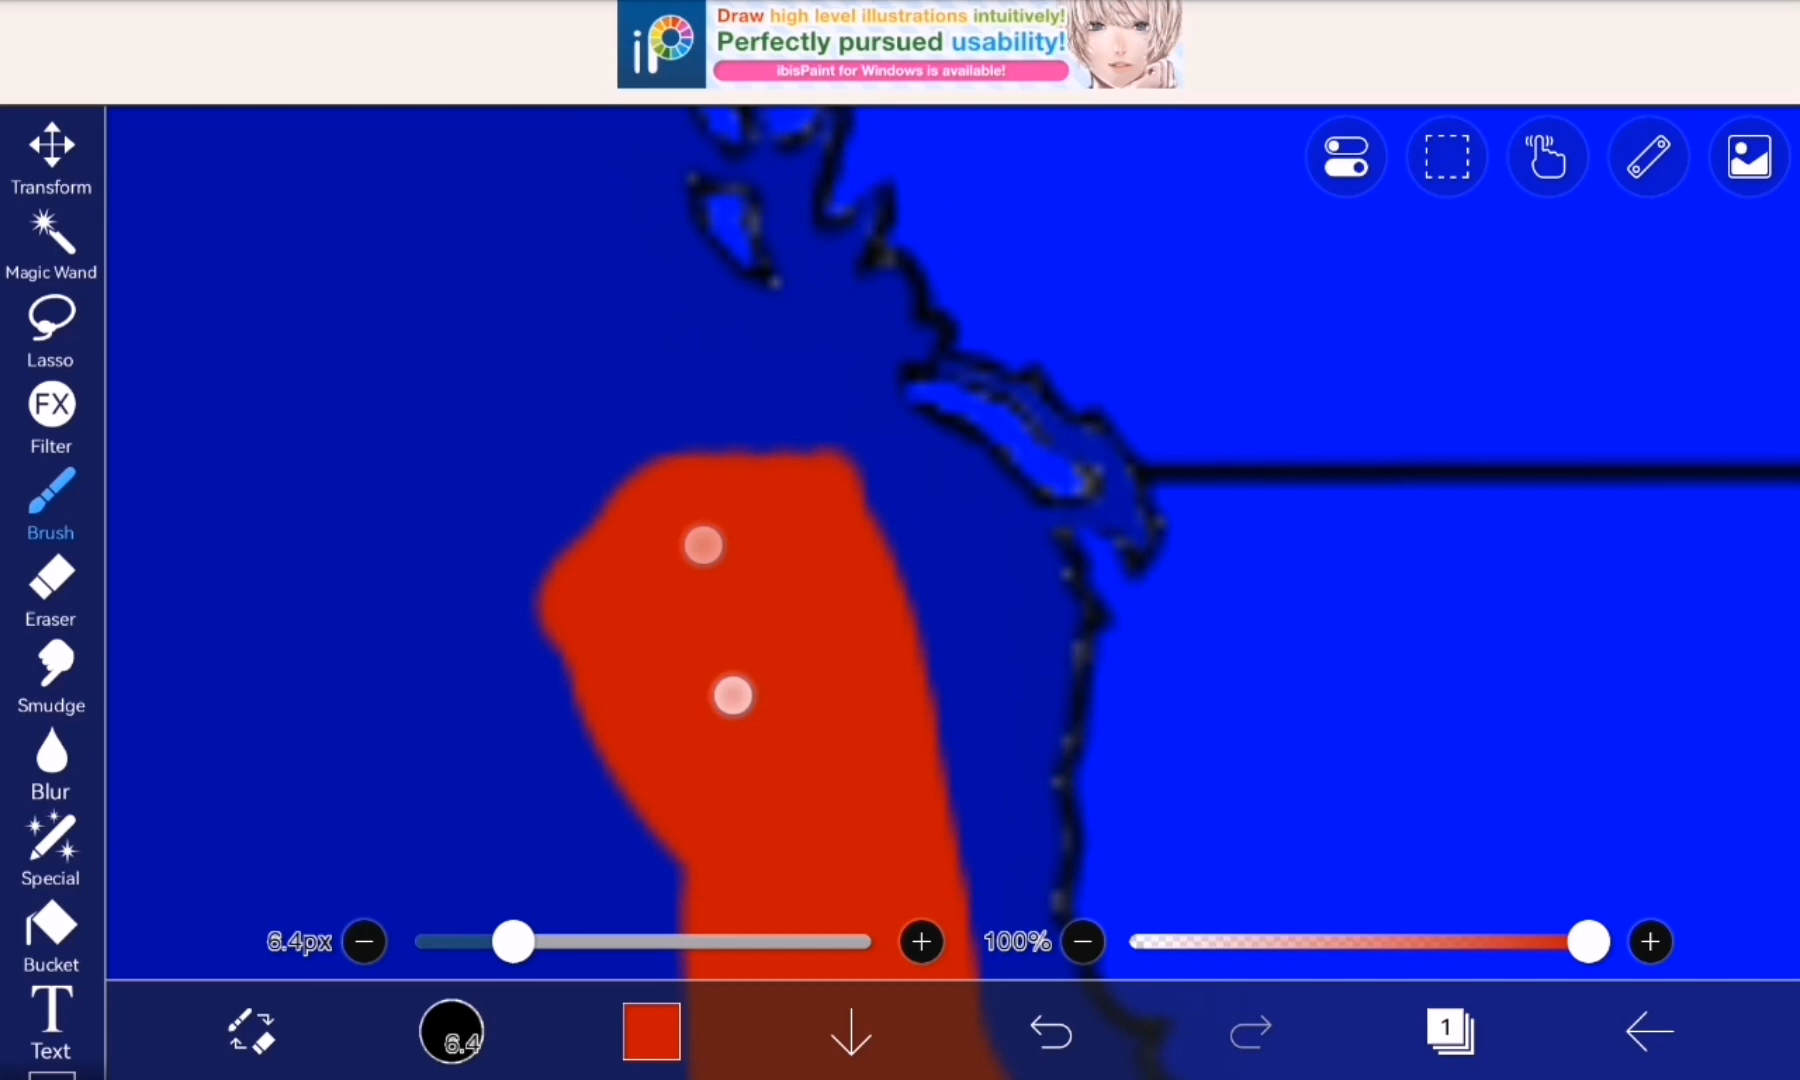 iP
Draw high level illustrations intuitively!
Perfectly pursued usability!
ibisPaint for Windows is available!
Transform
Magic Wand
Lasso
FX
Filter
Brush
Eraser
Smudge
Blur
Special
Bucket
T
Text
6.4px
100%
6.4
1